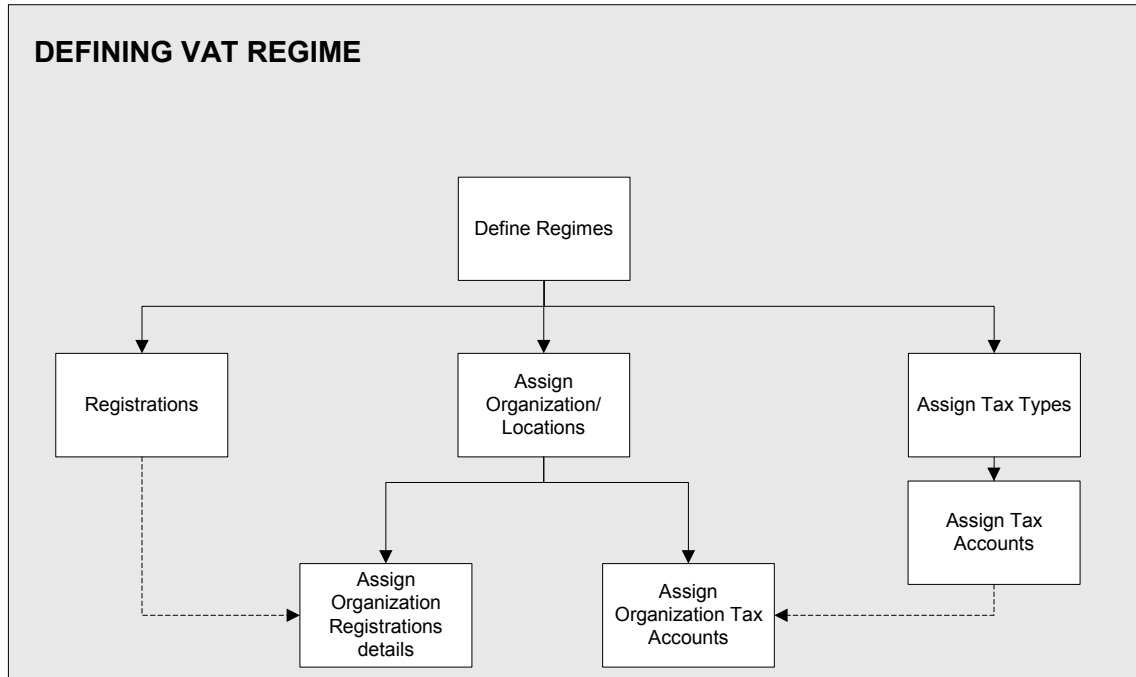 DEFINING VAT REGIME
Define Regimes
Registrations
Assign
Organization/
Locations
Assign Tax Types
Assign Tax
Accounts
Assign
Organization
Registrations
details
Assign
Organization Tax
Accounts